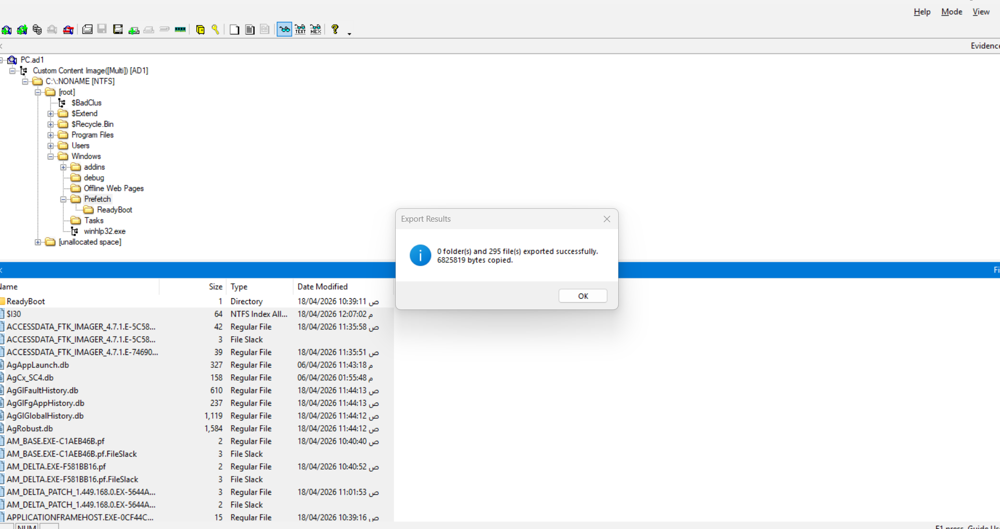 Help Mode View
TEXT HEX
Evidence
PC.ad1
Custom Content Image([Multi]) [AD1]
C:\:NONAME [NTFS]
[root]
$BadClus
$Extend
$Recycle.Bin
Program Files
Users
Windows
addins
debug
Offline Web Pages
Prefetch
ReadyBoot
Tasks
winhlp32.exe
[unallocated space]
Export Results
0 folder(s) and 295 file(s) exported successfully.
6825819 bytes copied.
OK
Fi
Name Size Type Date Modified
ReadyBoot 1 Directory 18/04/2026 10:39:11 ص
$I30 64 NTFS Index All... 18/04/2026 12:07:02 م
ACCESSDATA_FTK_IMAGER_4.7.1.E-5C58... 42 Regular File 18/04/2026 11:35:58 ص
ACCESSDATA_FTK_IMAGER_4.7.1.E-5C58... 3 File Slack
ACCESSDATA_FTK_IMAGER_4.7.1.E-74690... 39 Regular File 18/04/2026 11:35:51 ص
AgAppLaunch.db 327 Regular File 06/04/2026 11:43:18 م
AgCx_SC4.db 158 Regular File 06/04/2026 01:55:48 م
AgGlFaultHistory.db 610 Regular File 18/04/2026 11:44:13 ص
AgGlFgAppHistory.db 237 Regular File 18/04/2026 11:44:13 ص
AgGlGlobalHistory.db 1,119 Regular File 18/04/2026 11:44:12 ص
AgRobust.db 1,584 Regular File 18/04/2026 11:44:12 ص
AM_BASE.EXE-C1AEB46B.pf 2 Regular File 18/04/2026 10:40:40 ص
AM_BASE.EXE-C1AEB46B.pf.FileSlack 3 File Slack
AM_DELTA.EXE-F581BB16.pf 2 Regular File 18/04/2026 10:40:52 ص
AM_DELTA.EXE-F581BB16.pf.FileSlack 3 File Slack
AM_DELTA_PATCH_1.449.168.0.EX-5644A... 3 Regular File 18/04/2026 11:01:53 ص
AM_DELTA_PATCH_1.449.168.0.EX-5644A... 2 File Slack
APPLICATIONFRAMEHOST.EXE-0CF44C... 15 Regular File 18/04/2026 10:39:16 ص
NUM